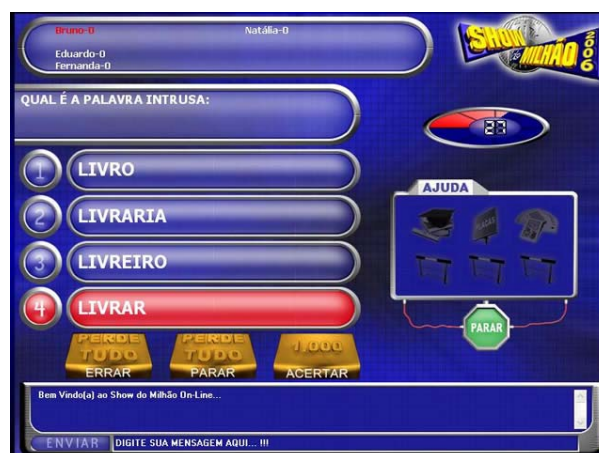 Bruno-0 Natália-0
Eduardo-0
Fernanda-0
SHOW DO MILHÃO 2006
QUAL É A PALAVRA INTRUSA:
27
1 LIVRO
2 LIVRARIA
3 LIVREIRO
4 LIVRAR
AJUDA
PLACAS
PARAR
PERDE TUDO PERDE TUDO 1.000
ERRAR PARAR ACERTAR
Bem Vindo(a) ao Show do Milhão On-Line...
ENVIAR DIGITE SUA MENSAGEM AQUI... !!!